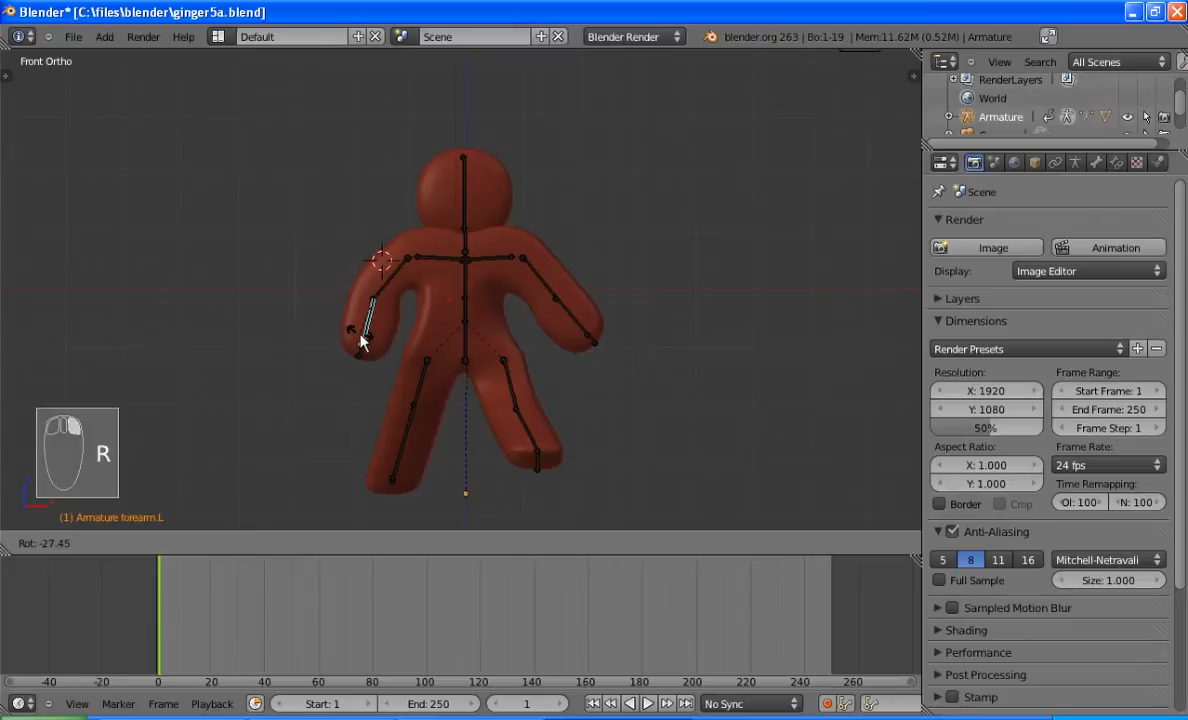 Blender* [C:\files\blender\ginger5a.blend]
File Add Render Help Default Scene Blender Render blender.org 263 | Bo:1-19 | Mem:11.62M (0.52M) | Armature
Front Ortho
View Search All Scenes
RenderLayers
World
Armature
Scene
Render
Image Animation
Display: Image Editor
Layers
Dimensions
Render Presets
Resolution: Frame Range:
X: 1920 Start Frame: 1
Y: 1080 End Frame: 250
50% Frame Step: 1
Aspect Ratio: Frame Rate:
X: 1.000 24 fps
Y: 1.000 Time Remapping:
Border Crop Ol: 100 N: 100
R
(1) Armature forearm.L
Anti-Aliasing
Rot: -27.45
5 8 11 16 Mitchell-Netravali
Full Sample Size: 1.000
Sampled Motion Blur
Shading
Performance
Post Processing
Stamp
-40 -20 0 20 40 60 80 100 120 140 160 180 200 220 240 260
View Marker Frame Playback Start: 1 End: 250 1 No Sync